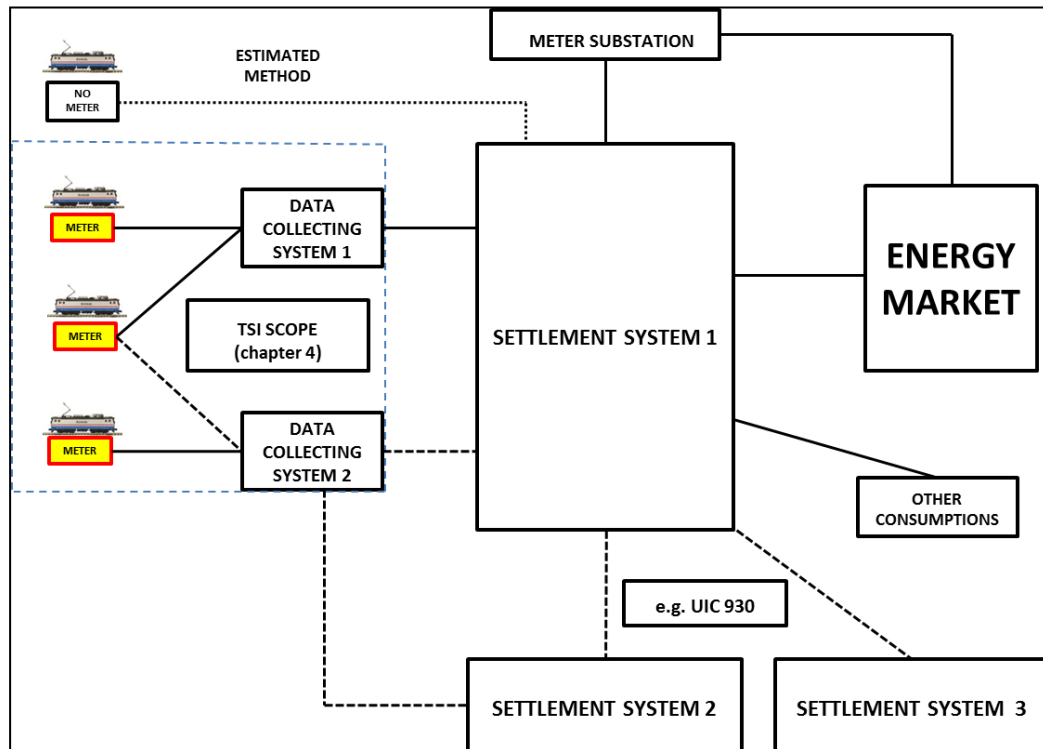 METER SUBSTATION
ESTIMATED
METHOD
NO
METER
METER
DATA
COLLECTING
SYSTEM 1
ENERGY
MARKET
METER
TSI SCOPE
(chapter 4)
SETTLEMENT SYSTEM 1
METER
DATA
COLLECTING
SYSTEM 2
OTHER
CONSUMPTIONS
e.g. UIC 930
SETTLEMENT SYSTEM 2
SETTLEMENT SYSTEM 3